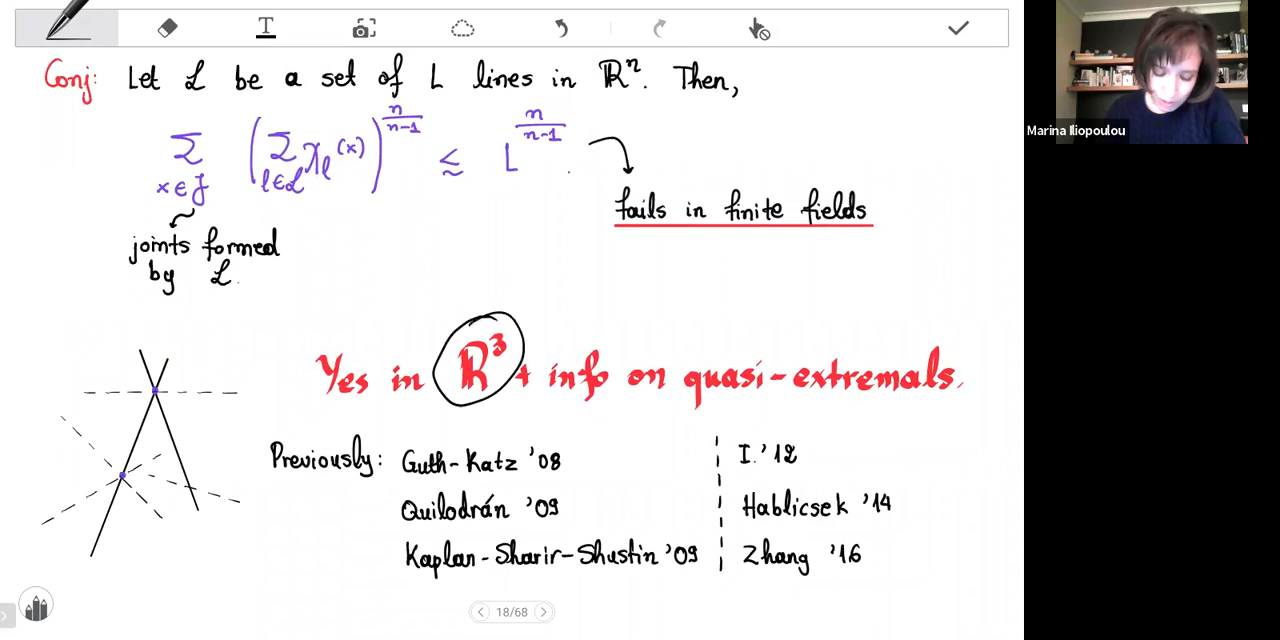 T
Conj: Let ℒ be a set of L lines in ℝⁿ. Then,
Σ_{x∈J} (Σ_{ℓ∈ℒ} χ_ℓ(x))^{n/(n-1)} ≲ L^{n/(n-1)}.
fails in finite fields
joints formed
by ℒ.
Yes in ℝ³ + info on quasi-extremals.
Previously: Guth-Katz '08
I. '12
Quilodrán '09
Hablicsek '14
Kaplan-Sharir-Shustin '09
Zhang '16
18/68
Marina Iliopoulou